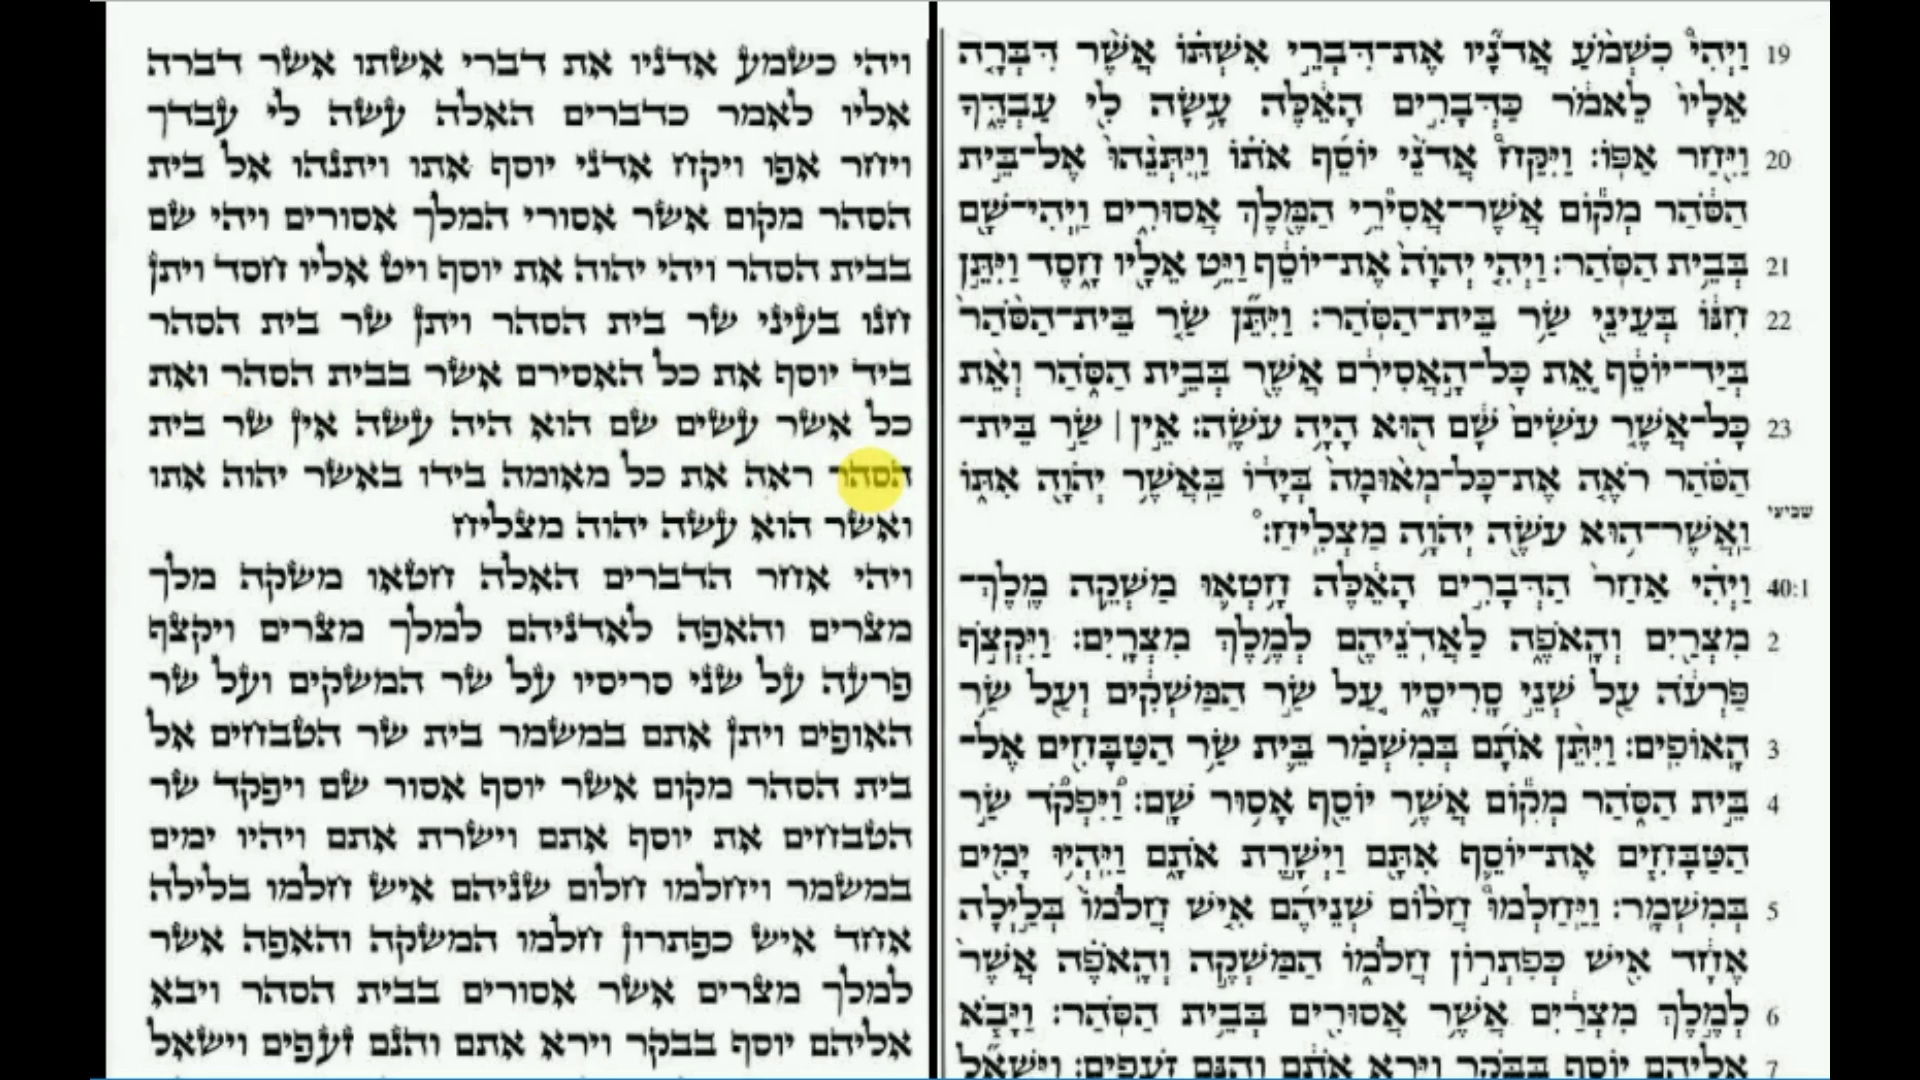 19 וַיְהִי֩ כִשְׁמֹ֨עַ אֲדֹנָ֜יו אֶת־דִּבְרֵ֣י אִשְׁתּ֗וֹ אֲשֶׁ֨ר דִּבְּרָ֤ה
אֵלָיו֙ לֵאמֹ֔ר כַּדְּבָרִ֣ים הָאֵ֔לֶּה עָ֥שָׂה לִ֖י עַבְדֶּ֑ךָ
20 וַיִּ֖חַר אַפּֽוֹ׃ וַיִּקַּח֩ אֲדֹנֵ֨י יוֹסֵ֜ף אֹת֗וֹ וַֽיִּתְּנֵ֙הוּ֙ אֶל־בֵּ֣ית
הַסֹּ֔הַר מְק֕וֹם אֲשֶׁר־אֲסִירֵ֥י הַמֶּ֖לֶךְ אֲסוּרִ֑ים וַֽיְהִי־שָׁ֖ם
21 בְּבֵ֥ית הַסֹּֽהַר׃ וַיְהִ֤י יְהוָה֙ אֶת־יוֹסֵ֔ף וַיֵּ֥ט אֵלָ֖יו חָ֑סֶד וַיִּתֵּ֣ן
22 חִנּ֔וֹ בְּעֵינֵ֖י שַׂ֥ר בֵּית־הַסֹּֽהַר׃ וַיִּתֵּ֞ן שַׂ֤ר בֵּית־הַסֹּ֙הַר֙
בְּיַד־יוֹסֵ֔ף אֵ֚ת כָּל־הָ֣אֲסִירִ֔ם אֲשֶׁ֖ר בְּבֵ֣ית הַסֹּ֑הַר וְאֵ֨ת
23 כָּל־אֲשֶׁ֤ר עֹשִׂים֙ שָׁ֔ם ה֖וּא הָיָ֥ה עֹשֶֽׂה׃ אֵ֣ין ׀ שַׂ֣ר בֵּית־
הַסֹּ֗הַר רֹאֶ֤ה אֶֽת־כָּל־מְא֙וּמָה֙ בְּיָד֔וֹ בַּאֲשֶׁ֥ר יְהֹוָ֖ה אִתּ֑וֹ
שביעי וַֽאֲשֶׁר־ה֥וּא עֹשֶׂ֖ה יְהֹוָ֥ה מַצְלִֽיחַ׃
40:1 וַיְהִ֗י אַחַר֙ הַדְּבָרִ֣ים הָאֵ֔לֶּה חָ֥טְא֛וּ מַשְׁקֵ֥ה מֶֽלֶךְ־
2 מִצְרַ֖יִם וְהָאֹפֶ֑ה לַאֲדֹנֵיהֶ֖ם לְמֶ֥לֶךְ מִצְרָֽיִם׃ וַיִּקְצֹ֣ף
פַּרְעֹ֔ה עַ֖ל שְׁנֵ֣י סָרִיסָ֑יו עַ֚ל שַׂ֣ר הַמַּשְׁקִ֔ים וְעַ֖ל שַׂ֥ר
3 הָאוֹפִֽים׃ וַיִּתֵּ֨ן אֹתָ֜ם בְּמִשְׁמַ֗ר בֵּ֛ית שַׂ֥ר הַטַּבָּחִ֖ים אֶל־
4 בֵּ֣ית הַסֹּ֑הַר מְק֕וֹם אֲשֶׁ֥ר יוֹסֵ֖ף אָס֥וּר שָֽׁם׃ וַ֠יִּפְקֹד שַׂ֣ר
הַטַּבָּחִ֧ים אֶת־יוֹסֵ֛ף אִתָּ֖ם וַיְשָׁ֣רֶת אֹתָ֑ם וַיִּהְי֥וּ יָמִ֖ים
5 בְּמִשְׁמָֽר׃ וַיַּֽחַלְמוּ֩ חֲל֨וֹם שְׁנֵיהֶ֜ם אִ֤ישׁ חֲלֹמוֹ֙ בְּלַ֣יְלָה
אֶחָ֔ד אִ֖ישׁ כְּפִתְר֣וֹן חֲלֹמ֑וֹ הַמַּשְׁקֶ֣ה וְהָאֹפֶ֗ה אֲשֶׁר֙
6 לְמֶ֣לֶךְ מִצְרַ֔יִם אֲשֶׁ֥ר אֲסוּרִ֖ים בְּבֵ֥ית הַסֹּֽהַר׃ וַיָּבֹ֧א
7 אֲלֵיהֶ֛ם יוֹסֵ֖ף בַּבֹּ֑קֶר וַיַּ֣רְא אֹתָ֔ם וְהִנָּ֖ם זֹעֲפִֽים׃ וַיִּשְׁאַ֞ל
ויהי כשמע אדניו את דברי אשתו אשר דברה
אליו לאמר כדברים האלה עשה לי עבדך
ויחר אפו ויקח אדני יוסף אתו ויתנהו אל בית
הסהר מקום אשר אסורי המלך אסורים ויהי שם
בבית הסהר ויהי יהוה את יוסף ויט אליו חסד ויתן
חנו בעיני שר בית הסהר ויתן שר בית הסהר
ביד יוסף את כל האסירם אשר בבית הסהר ואת
כל אשר עשים שם הוא היה עשה אין שר בית
הסהר ראה את כל מאומה בידו באשר יהוה אתו
ואשר הוא עשה יהוה מצליח
ויהי אחר הדברים האלה חטאו משקה מלך
מצרים והאפה לאדניהם למלך מצרים ויקצף
פרעה על שני סריסיו על שר המשקים ועל שר
האופים ויתן אתם במשמר בית שר הטבחים אל
בית הסהר מקום אשר יוסף אסור שם ויפקד שר
הטבחים את יוסף אתם וישרת אתם ויהיו ימים
במשמר ויחלמו חלום שניהם איש חלמו בלילה
אחד איש כפתרון חלמו המשקה והאפה אשר
למלך מצרים אשר אסורים בבית הסהר ויבא
אליהם יוסף בבקר וירא אתם והנם זעפים וישאל